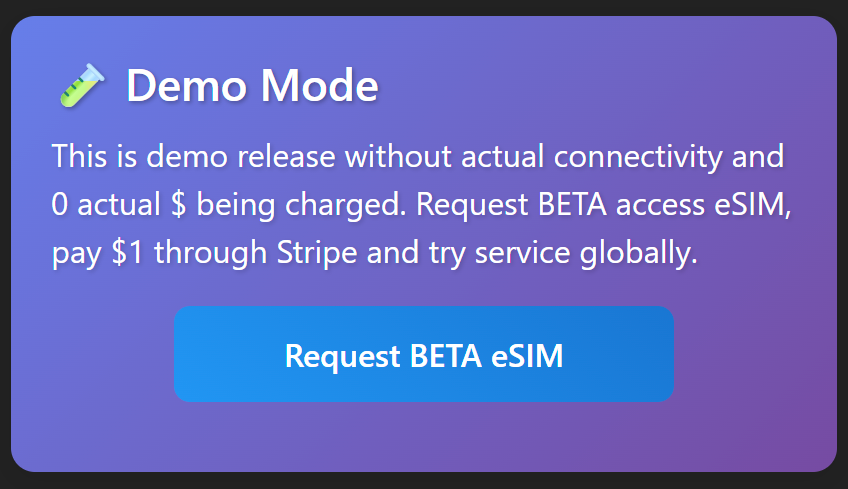 Demo Mode
This is demo release without actual connectivity and
0 actual $ being charged. Request BETA access eSIM,
pay $1 through Stripe and try service globally.
Request BETA eSIM